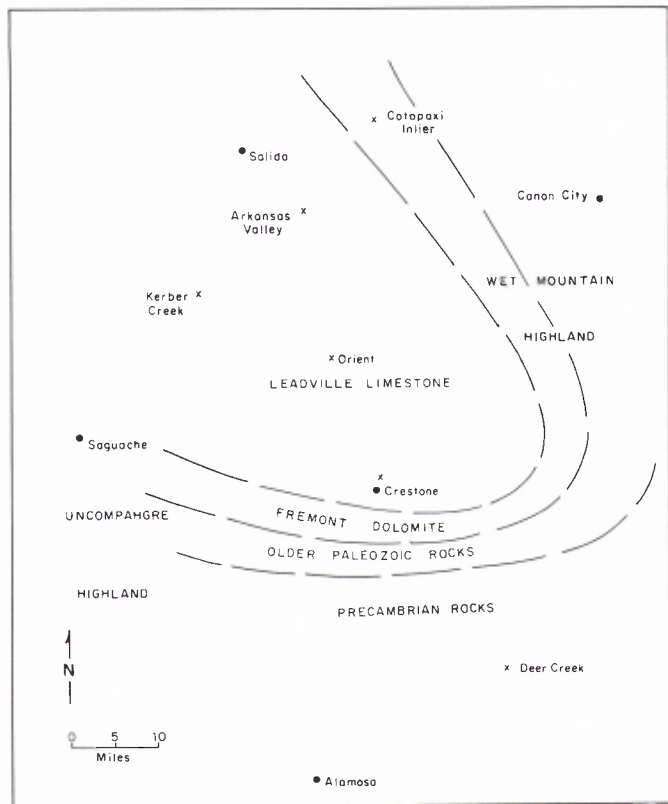 Cotopaxi
Inlier
Salida
Canon City
Arkansas
Valley
WET MOUNTAIN
Kerber
Creek
HIGHLAND
Orient
LEADVILLE LIMESTONE
Saguache
Crestone
FREMONT DOLOMITE
UNCOMPAHGRE
OLDER PALEOZOIC ROCKS
HIGHLAND
PRECAMBRIAN ROCKS
N
Deer Creek
0 5 10
Miles
Alamosa